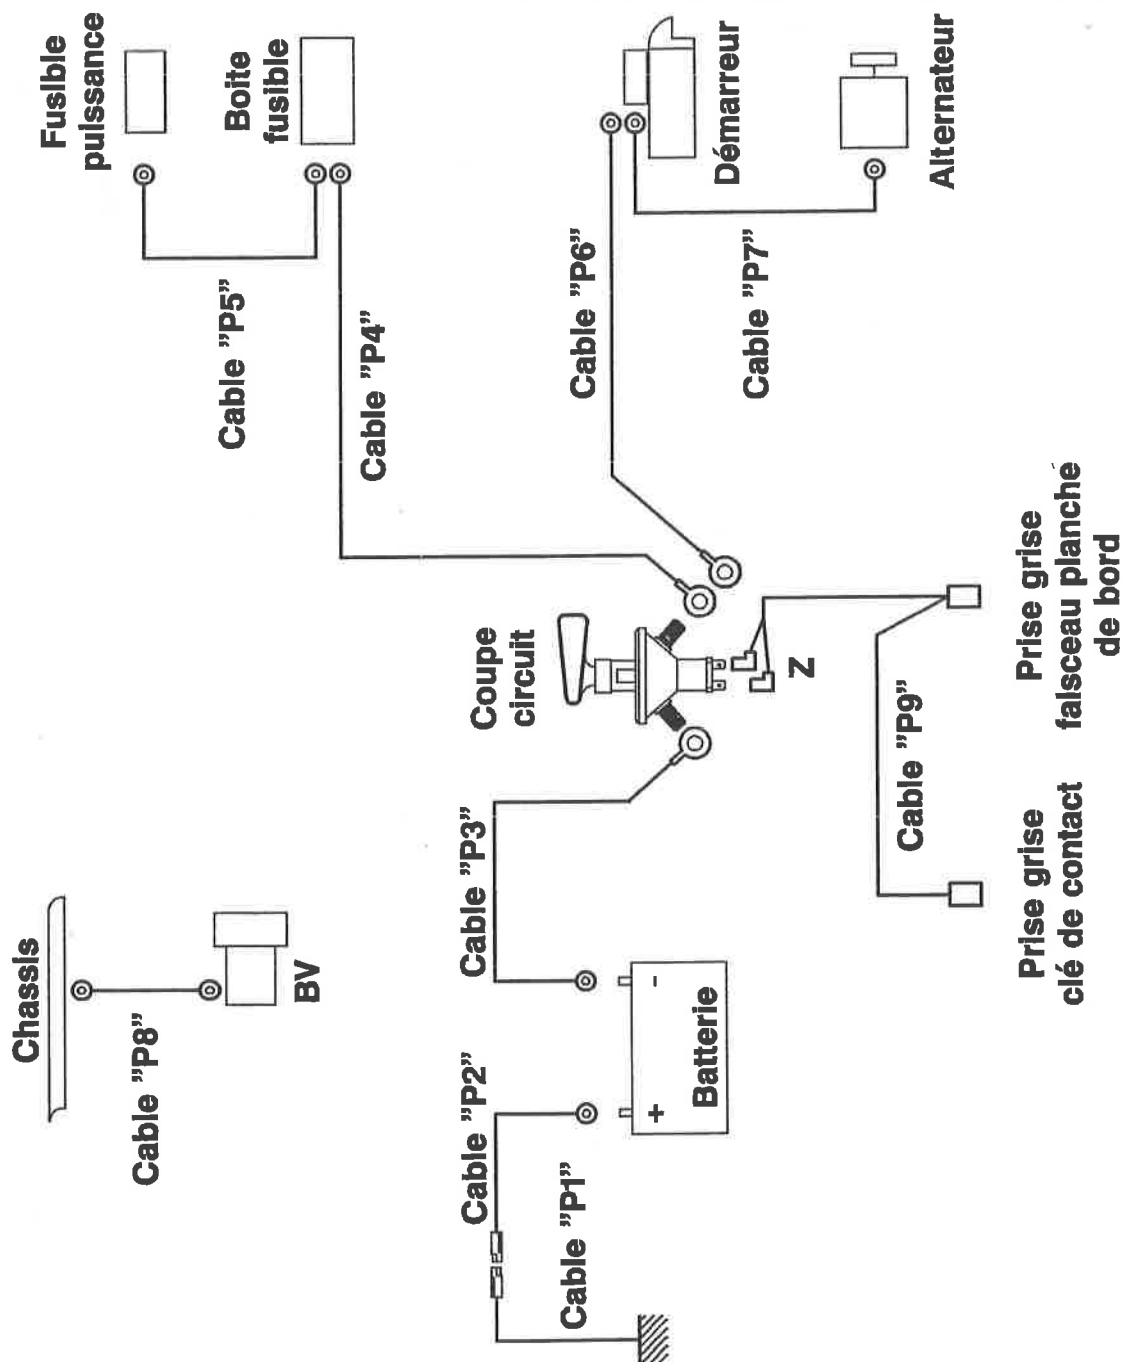 Fusible
puissance
Boite
fusible
Démarreur
Alternateur
Cable "P5"
Cable "P4"
Cable "P6"
Cable "P7"
Coupe
circuit
Z
Prise grise
faisceau planche
de bord
Chassis
Cable "P8"
BV
Cable "P3"
Cable "P9"
Prise grise
clé de contact
Cable "P2"
Cable "P1"
+
-
Batterie